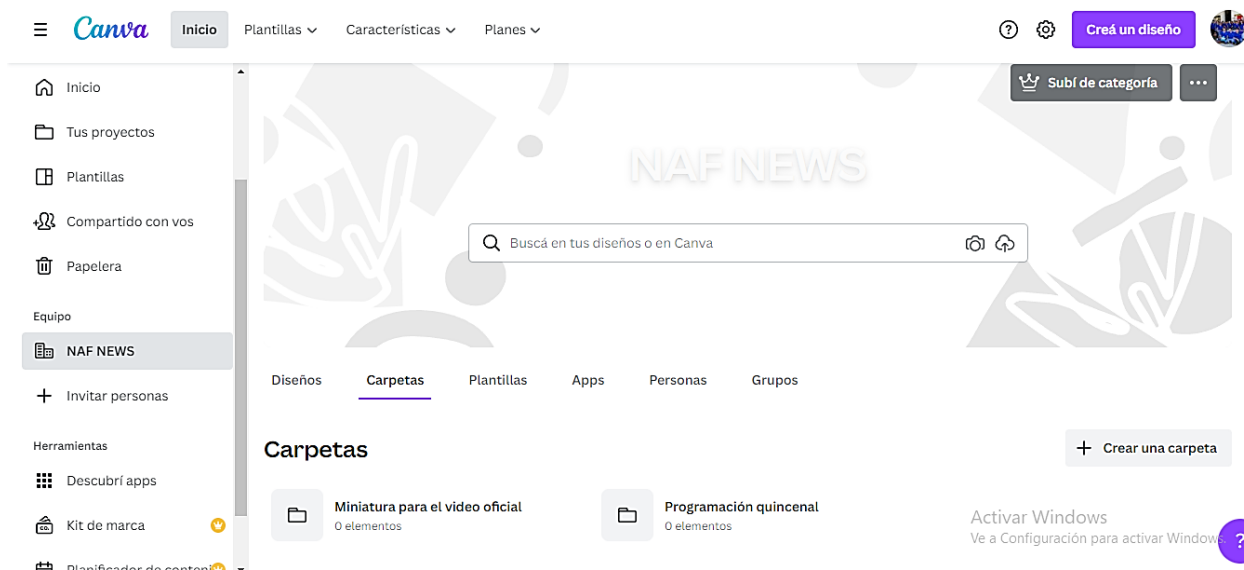 Canva Inicio Plantillas Características Planes Creá un diseño
Inicio
Tus proyectos
Plantillas
Compartido con vos
Papelera
Equipo
NAF NEWS
Invitar personas
Herramientas
Descubrí apps
Kit de marca
Subí de categoría
NAF NEWS
Buscá en tus diseños o en Canva
Diseños Carpetas Plantillas Apps Personas Grupos
Carpetas
Crear una carpeta
Miniatura para el video oficial
0 elementos
Programación quincenal
0 elementos
Activar Windows
Ve a Configuración para activar Windows.
?